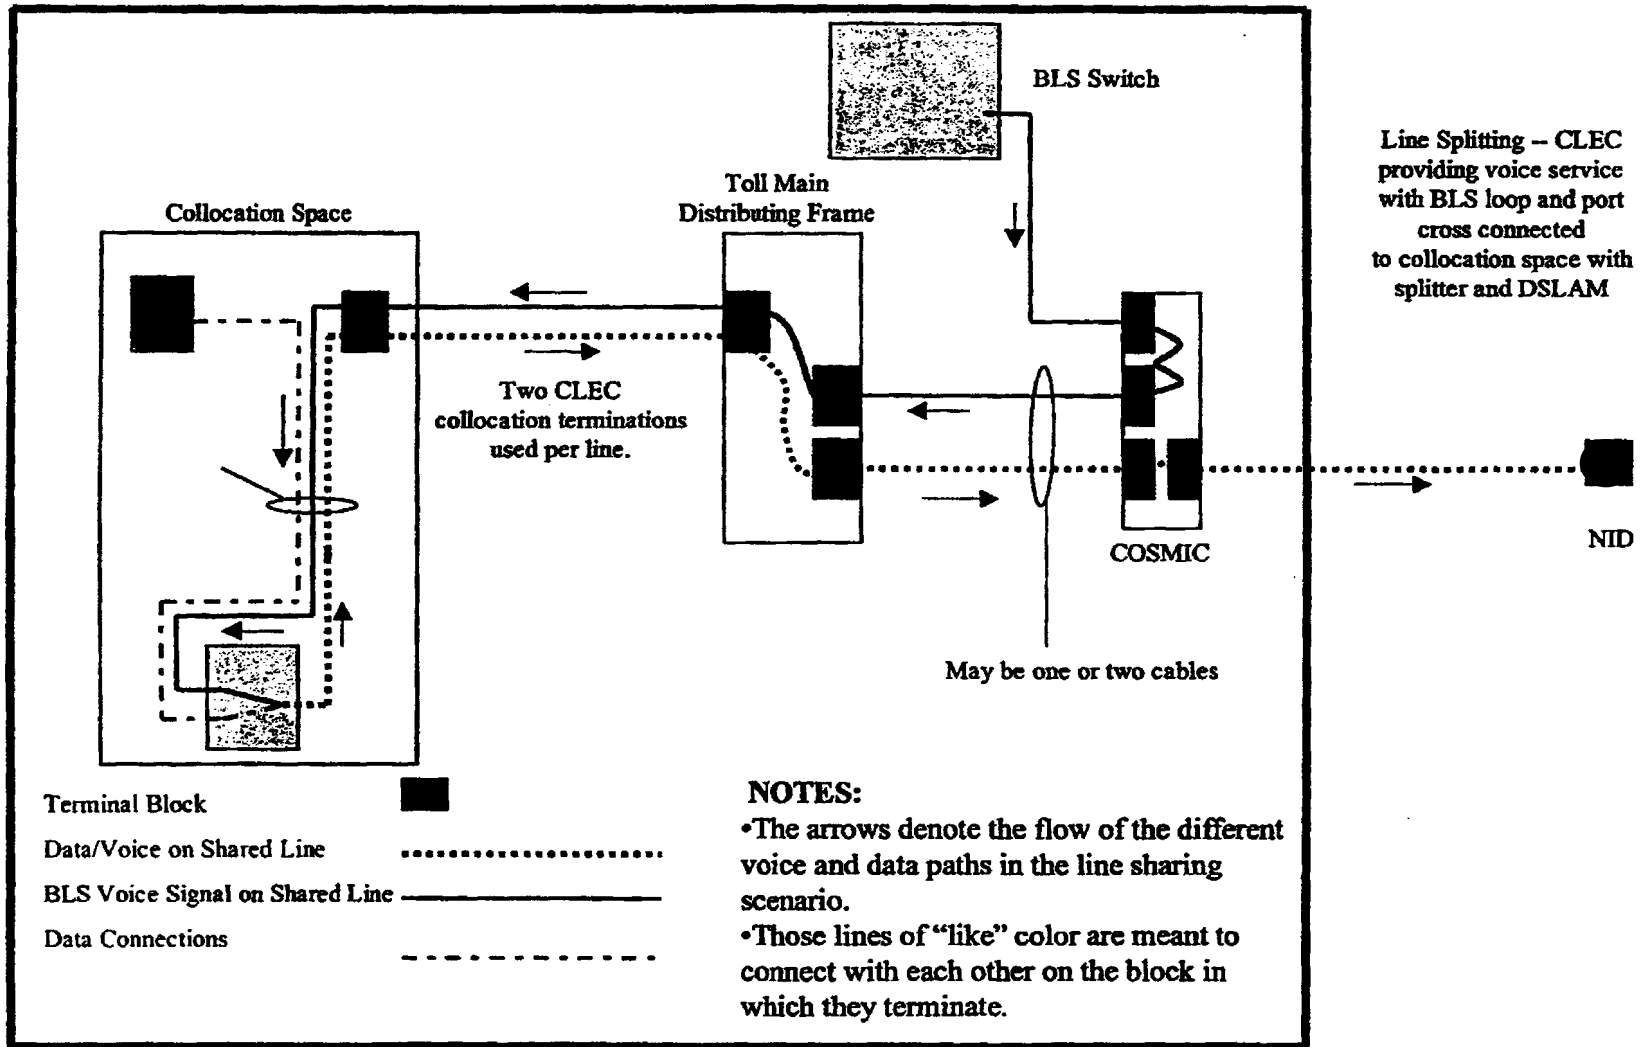 BLS Switch
Line Splitting -- CLEC
providing voice service
with BLS loop and port
cross connected
to collocation space with
splitter and DSLAM
Toll Main
Distributing Frame
Collocation Space
Two CLEC
collocation terminations
used per line.
COSMIC
NID
May be one or two cables
Terminal Block
Data/Voice on Shared Line
BLS Voice Signal on Shared Line
Data Connections
NOTES:
•The arrows denote the flow of the different
voice and data paths in the line sharing
scenario.
•Those lines of “like” color are meant to
connect with each other on the block in
which they terminate.